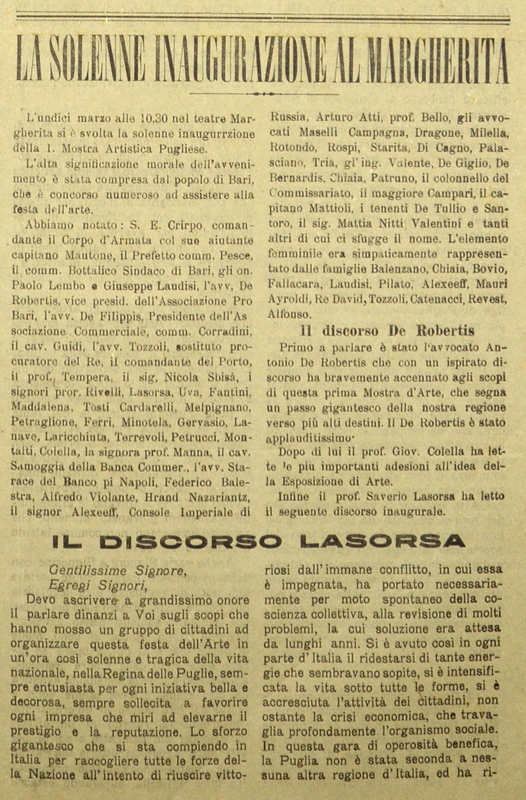 LA SOLENNE INAUGURAZIONE AL MARGHERITA
L'undici marzo alle 10,30 nel teatre Mar-
gherita si è svolta la solenne inaugurrzione
della 1. Mostra Artistica Pugliese.
L'alta significazione morale dell'avveni-
mento è stata compresa dal popolo di Bari,
che è concorso numeroso ad assistere alla
festa dell'arte.
Abbiamo notato: S. E. Crirpo, coman-
dante il Corpo d'Armata col suo aiutante
capitano Mautone, il Prefetto comm. Pesce,
il comm. Bottalico Sindaco di Bari, gli on.
Paolo Lembo e Giuseppe Laudisi, l'avv, De
Robertis, vice presid. dell'Associazione Pro
Bari, l'avv. De Filippis, Presidente dell'As
sociazione Commerciale, comm. Corradini,
il cav. Guidi, l'avv. Tozzoli, sostituto pro-
curatore del Re, il comandante del Porto,
il prof, Tempera, il sig, Nicola Sbisà, i
signori pror. Rivelli, Lasorsa, Uva, Fantini,
Maddalena, Tosti Cardarelli, Melpignano,
Petraglione, Ferri, Minotela, Gervasio, La-
nave, Laricchinta, Terrevoli, Petrucci, Mon-
talti, Colella, la signora prof. Manna, il cav.
Samoggia della Banca Commer., l'avv. Sta-
race del Banco pi Napoli, Federico Bale-
stra, Alfredo Violante, Hrand Nazariantz,
il signor Alexeeff, Console Imperiale di
Russia, Arturo Atti, prof. Bello, gli avvo-
cati Maselli Campagna, Dragone, Milella,
Rotondo, Rospi, Starita, Di Cagno, Pala-
sciano, Tria, gl'ing. Valente, De Giglio, De
Bernardis, Chiaia, Patruno, il colonnello del
Commissariato, il maggiore Campari, il ca-
pitano Mattioli, i tenenti De Tullio e San-
toro, il sig. Mattia Nitti Valentini e tanti
altri di cui ci sfugge il nome. L'elemento
femminile era simpaticamente rappresen-
tato dalle famiglie Balenzano, Chiaia, Bovio,
Fallacara, Laudisi, Pilato, Alexeeff, Mauri
Ayroldi, Re David, Tozzoli, Catenacci, Revest,
Alfonso.
Il discorso De Robertis
Primo a parlare è stato l'avvocato An-
tonio De Robertis che con un ispirato di-
scorso ha bravemente accennato agli scopi
di questa prima Mostra d'Arte, che segna
un passo gigantesco della nostra regione
verso più alti destini. Il De Robertis è stato
applauditissimo·
Dopo di lui il prof. Giov. Colella ha let-
te le più importanti adesioni all'idea del-
la Esposizione di Arte.
Infine il prof. Saverio Lasorsa ha letto
il seguente discorso inaugurale.
IL DISCORSO LASORSA
Gentilissime Signore,
Egregi Signori,
Devo ascrivere a grandissimo onore
il parlare dinanzi a Voi sugli scopi che
hanno mosso un gruppo di cittadini ad
organizzare questa festa dell'Arte in
un'ora così solenne e tragica della vita
nazionale, nella Regina delle Puglie, sem-
pre entusiasta per ogni iniziativa bella e
decorosa, sempre sollecita a favorire
ogni impresa che miri ad elevarne il
prestigio e la reputazione. Lo sforzo
gigantesco che si sta compiendo in
Italia per raccogliere tutte le forze del-
la Nazione all'intento di riuscire vitto-
riosi dall'immane conflitto, in cui essa
è impegnata, ha portato necessaria-
mente per moto spontaneo della co-
scienza collettiva, alla revisione di molti
problemi, la cui soluzione era attesa
da lunghi anni. Si è avuto così in ogni
parte d'Italia il ridestarsi di tante ener-
gie che sembravano sopite, si è intensifi-
cata la vita sotto tutte le forme, si è
accresciuta l'attività dei cittadini, non
ostante la crisi economica, che trava-
glia profondamente l'organismo sociale.
In questa gara di operosità benefica,
la Puglia non è stata seconda a nes-
suna altra regione d'Italia, ed ha ri-